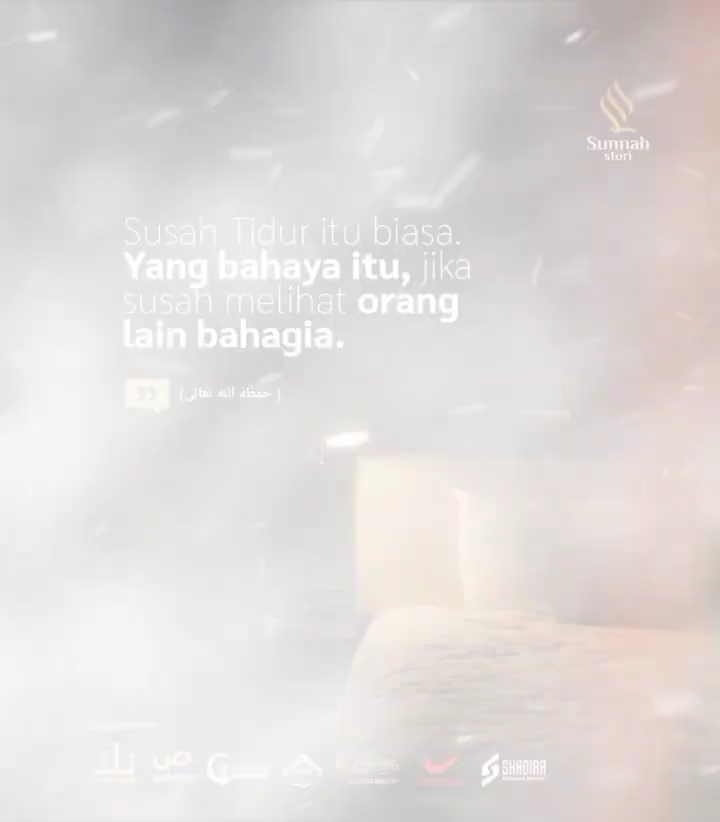 Sunnah
stori
Susah Tidur itu biasa.
Yang bahaya itu, jika
susah melihat orang
lain bahagia.
(حفظه الله تعالى)
SHADIRA